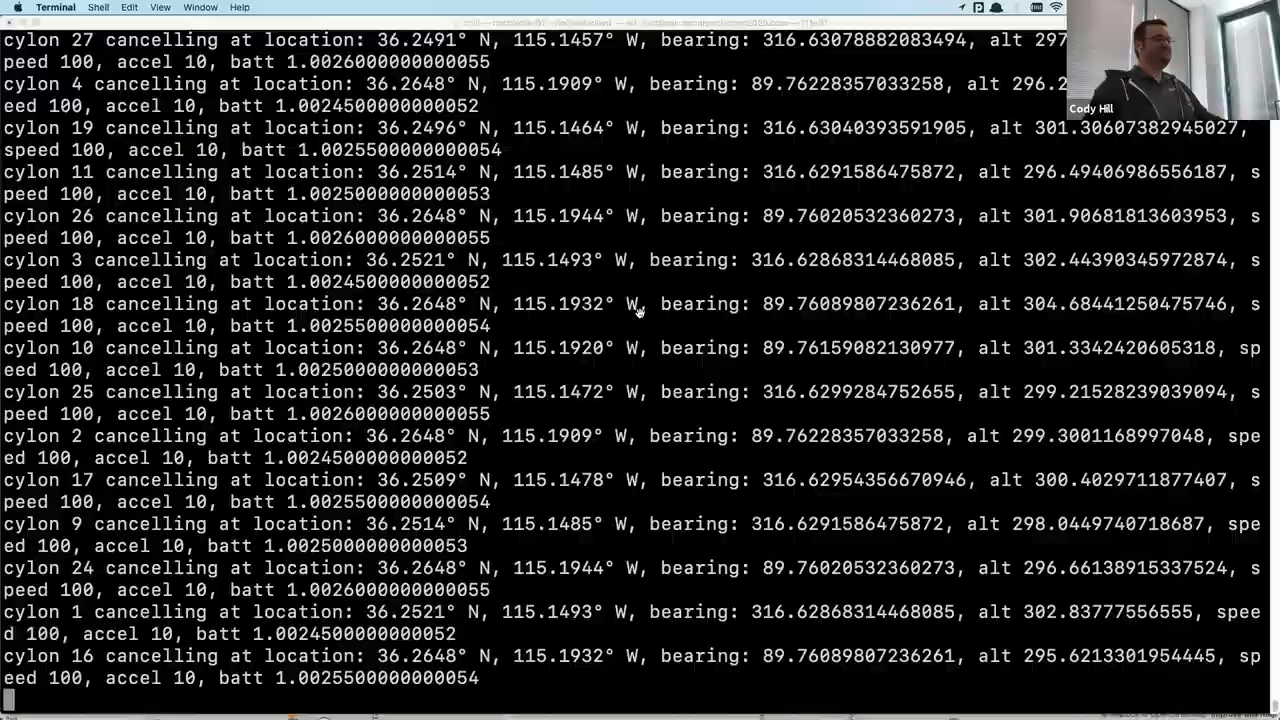 Terminal Shell Edit View Window Help
cylon 27 cancelling at location: 36.2491° N, 115.1457° W, bearing: 316.63078882083494, alt 297
peed 100, accel 10, batt 1.0026000000000055
cylon 4 cancelling at location: 36.2648° N, 115.1909° W, bearing: 89.76228357033258, alt 296.2
eed 100, accel 10, batt 1.0024500000000052
Cody Hill
cylon 19 cancelling at location: 36.2496° N, 115.1464° W, bearing: 316.63040393591905, alt 301.30607382945027,
speed 100, accel 10, batt 1.0025500000000054
cylon 11 cancelling at location: 36.2514° N, 115.1485° W, bearing: 316.6291586475872, alt 296.49406986556187, s
peed 100, accel 10, batt 1.0025000000000053
cylon 26 cancelling at location: 36.2648° N, 115.1944° W, bearing: 89.76020532360273, alt 301.90681813603953, s
peed 100, accel 10, batt 1.0026000000000055
cylon 3 cancelling at location: 36.2521° N, 115.1493° W, bearing: 316.62868314468085, alt 302.44390345972874, s
peed 100, accel 10, batt 1.0024500000000052
cylon 18 cancelling at location: 36.2648° N, 115.1932° W, bearing: 89.76089807236261, alt 304.68441250475746, s
peed 100, accel 10, batt 1.0025500000000054
cylon 10 cancelling at location: 36.2648° N, 115.1920° W, bearing: 89.76159082130977, alt 301.3342420605318, sp
eed 100, accel 10, batt 1.0025000000000053
cylon 25 cancelling at location: 36.2503° N, 115.1472° W, bearing: 316.6299284752655, alt 299.21528239039094, s
peed 100, accel 10, batt 1.0026000000000055
cylon 2 cancelling at location: 36.2648° N, 115.1909° W, bearing: 89.76228357033258, alt 299.3001168997048, spe
ed 100, accel 10, batt 1.0024500000000052
cylon 17 cancelling at location: 36.2509° N, 115.1478° W, bearing: 316.62954356670946, alt 300.4029711877407, s
peed 100, accel 10, batt 1.0025500000000054
cylon 9 cancelling at location: 36.2514° N, 115.1485° W, bearing: 316.6291586475872, alt 298.0449740718687, spe
ed 100, accel 10, batt 1.0025000000000053
cylon 24 cancelling at location: 36.2648° N, 115.1944° W, bearing: 89.76020532360273, alt 296.66138915337524, s
peed 100, accel 10, batt 1.0026000000000055
cylon 1 cancelling at location: 36.2521° N, 115.1493° W, bearing: 316.62868314468085, alt 302.83777556555, spee
d 100, accel 10, batt 1.0024500000000052
cylon 16 cancelling at location: 36.2648° N, 115.1932° W, bearing: 89.76089807236261, alt 295.6213301954445, sp
eed 100, accel 10, batt 1.0025500000000054